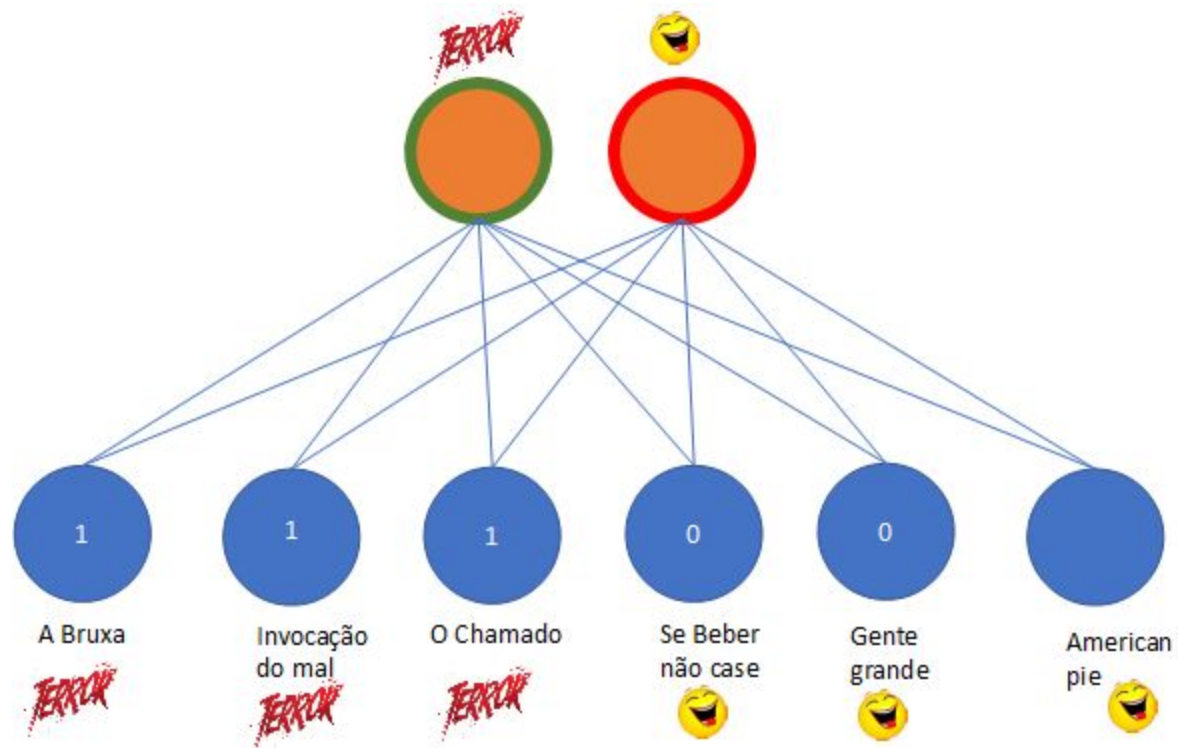 TERROR
1
1
1
0
0
A Bruxa
Invocação
do mal
O Chamado
Se Beber
não case
Gente
grande
American
pie
TERROR
TERROR
TERROR